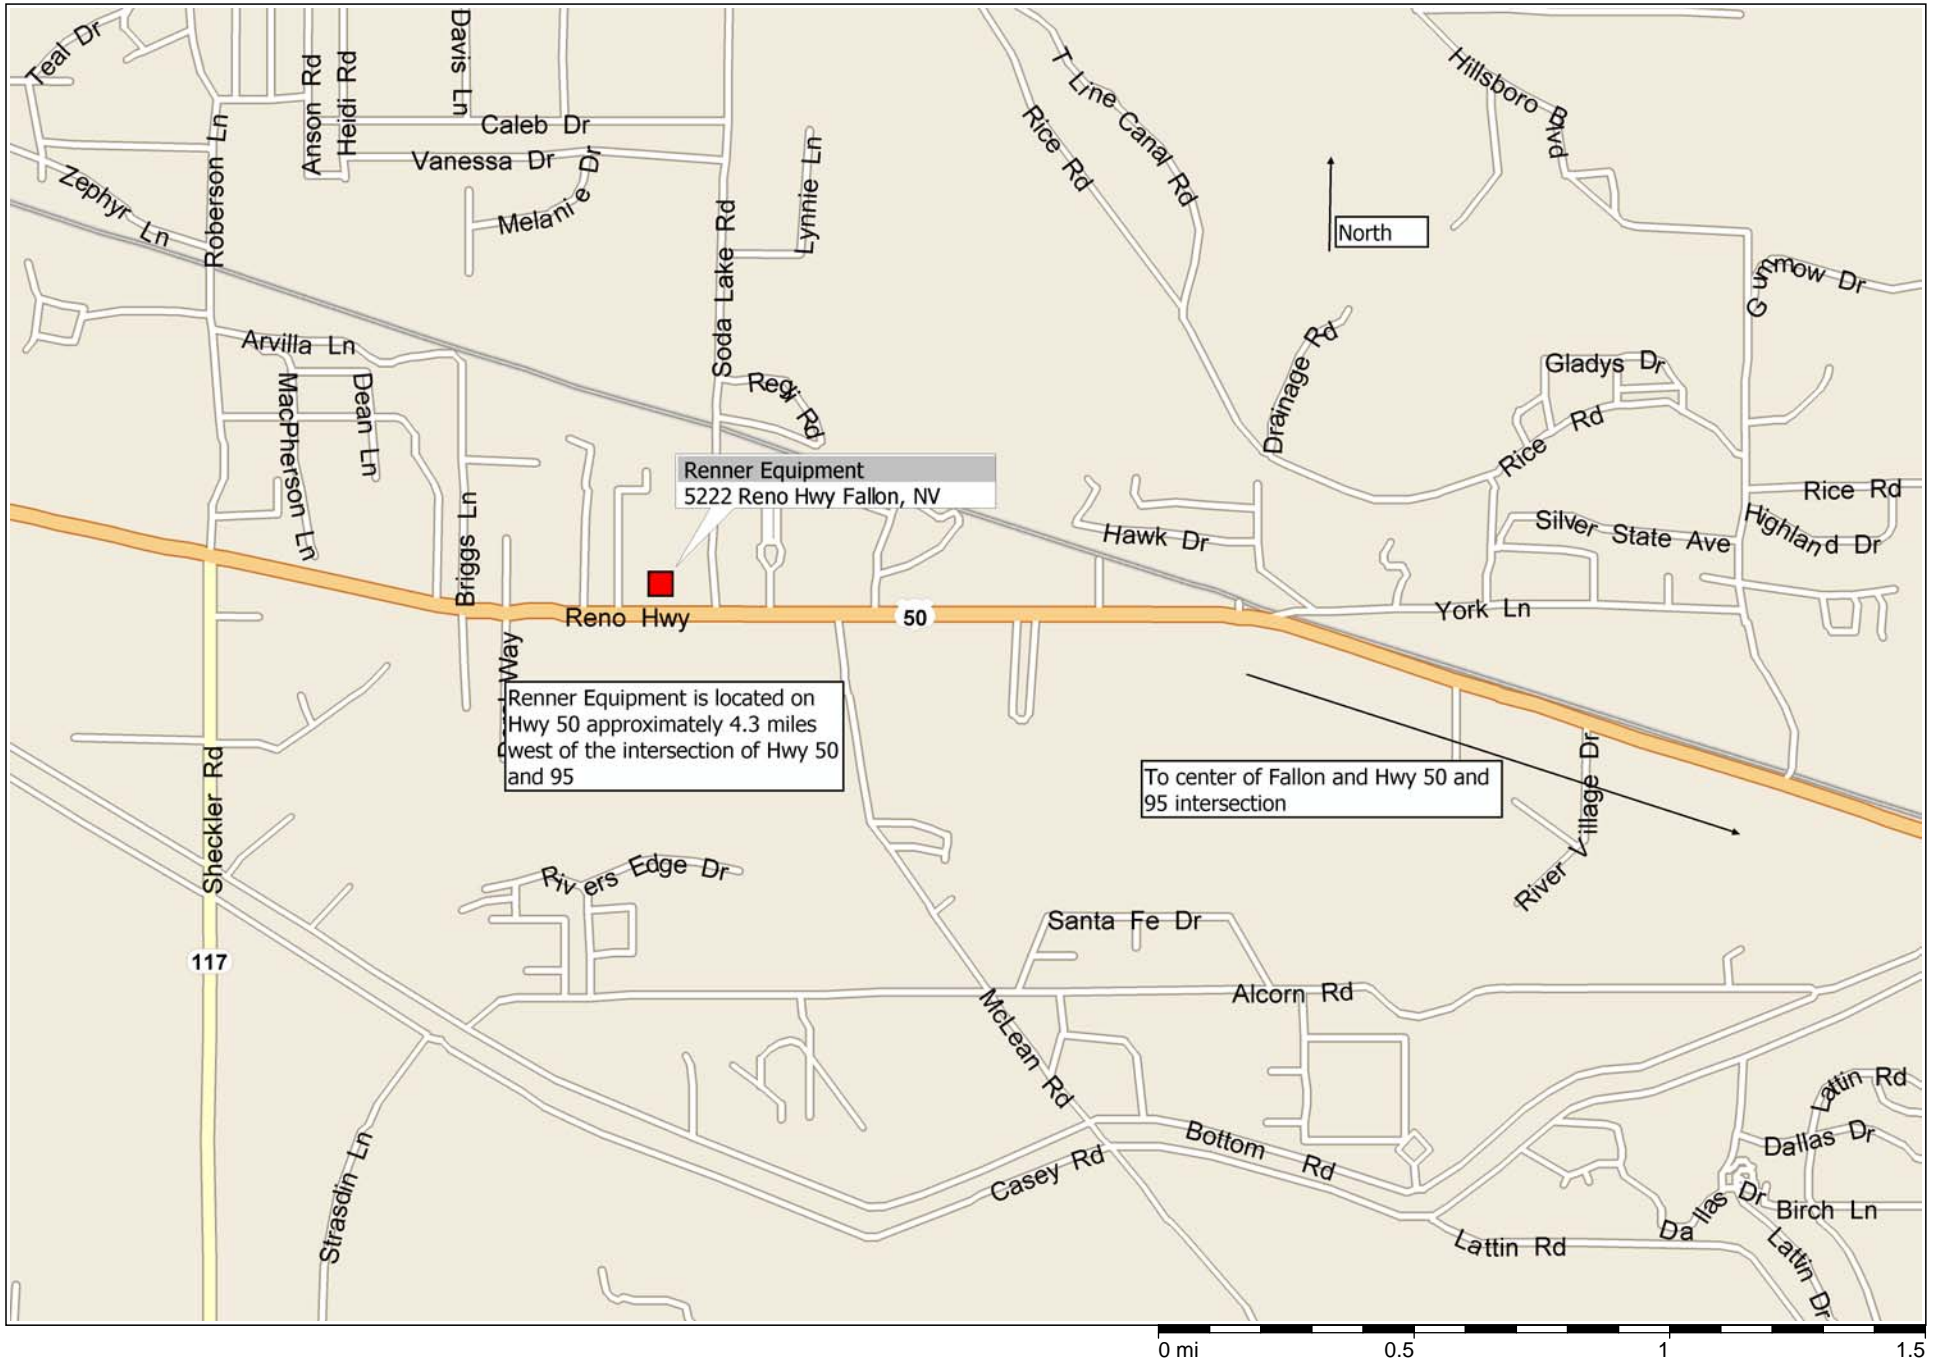 Teal Dr
Anson Rd
Heidi Rd
Davis Ln
Caleb Dr
Vanessa Dr
Melanie Dr
Roberson Ln
Zephyr Ln
Soda Lake Rd
Lynnie Ln
Rice Rd
T Line Canal Rd
Hillsboro Blvd
North
Gummow Dr
Arvilla Ln
MacPherson Ln
Dean Ln
Briggs Ln
Rd
Drainage Rd
Gladys Dr
Rice Rd
Rice Rd
Renner Equipment
5222 Reno Hwy Fallon, NV
Hawk Dr
Silver State Ave
Highland Dr
York Ln
Reno Hwy
50
Way
Renner Equipment is located on
Hwy 50 approximately 4.3 miles
west of the intersection of Hwy 50
and 95
To center of Fallon and Hwy 50 and
95 intersection
River Village Dr
Sheckler Rd
Rivers Edge Dr
117
Santa Fe Dr
Alcorn Rd
McLean Rd
Strasdin Ln
Casey Rd
Bottom Rd
Lattin Rd
Dallas Dr
Dallas Dr
Birch Ln
Lattin Rd
Lattin Dr
0 mi 0.5 1 1.5